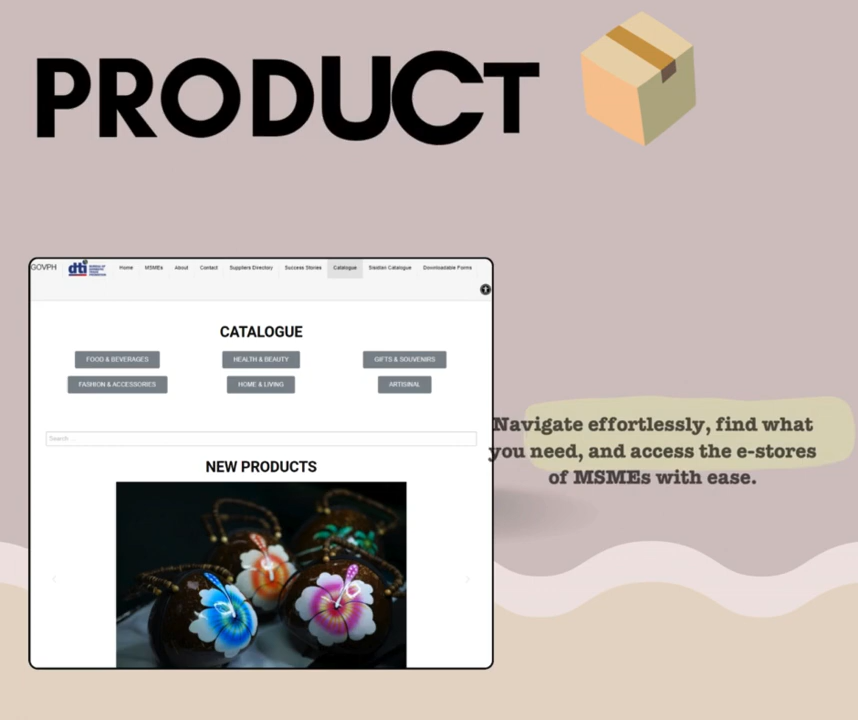 PRODUCT
GOVPH
dti
Home MSMEs About Contact Suppliers Directory Success Stories Catalogue Sisidlan Catalogue Downloadable Forms
CATALOGUE
FOOD & BEVERAGES HEALTH & BEAUTY GIFTS & SOUVENIRS
FASHION & ACCESSORIES HOME & LIVING ARTISINAL
Search ...
Navigate effortlessly, find what
you need, and access the e-stores
of MSMEs with ease.
NEW PRODUCTS